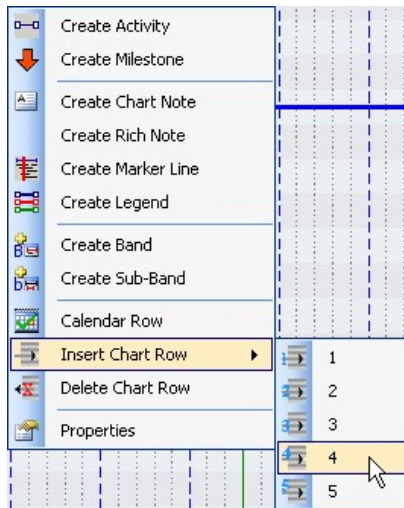 Create Activity
Create Milestone
Create Chart Note
Create Rich Note
Create Marker Line
Create Legend
Create Band
Create Sub-Band
Calendar Row
Insert Chart Row
Delete Chart Row
Properties
1
2
3
4
5